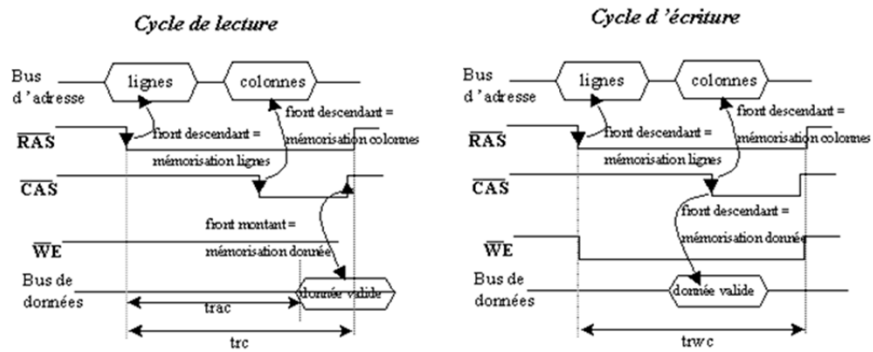 Cycle de lecture
Bus
d'adresse
lignes
colonnes
front descendant =
mémorisation lignes
front descendant =
mémorisation colonnes
RAS
CAS
front montant =
mémorisation donnée
WE
Bus de
données
donnée valide
trac
trc
Cycle d'écriture
Bus
d'adresse
lignes
colonnes
front descendant =
mémorisation lignes
front descendant =
mémorisation colonnes
RAS
CAS
front descendant =
mémorisation donnée
WE
Bus de
données
donnée valide
trwc